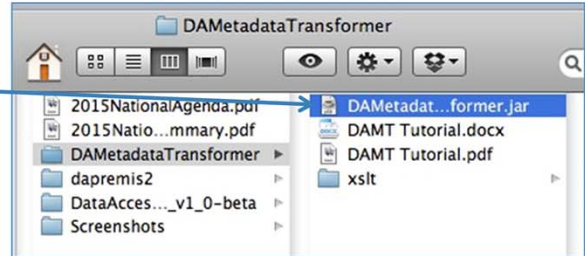 DAMetadataTransformer
2015NationalAgenda.pdf
2015Natio...mmary.pdf
DAMetadataTransformer
dapremis2
DataAcces..._v1_0-beta
Screenshots
DAMetadat...former.jar
DAMT Tutorial.docx
DAMT Tutorial.pdf
xslt